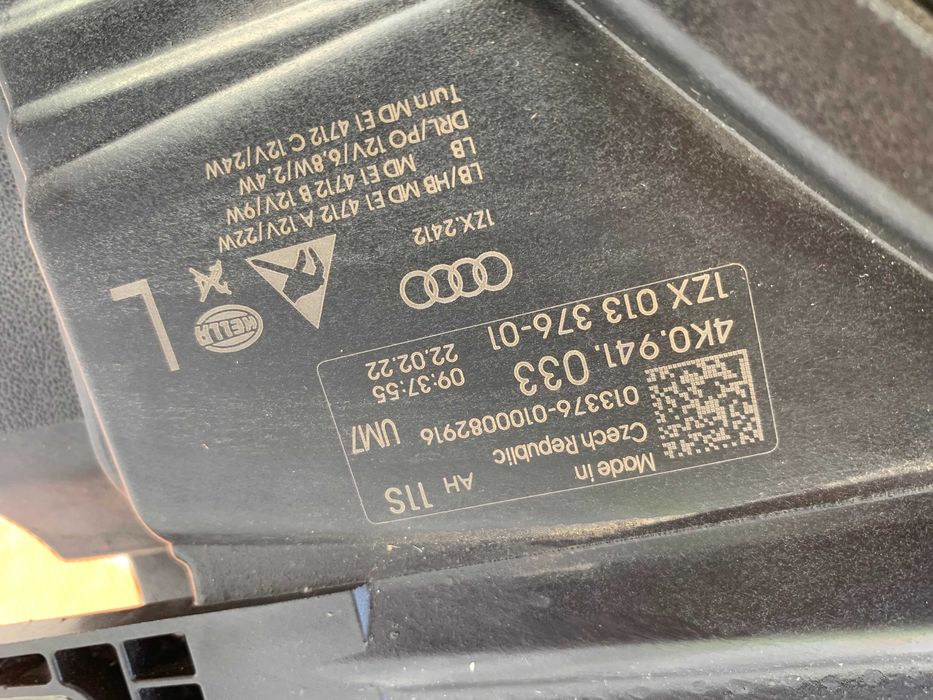 Made in
Czech Republic
AH 11S
013376-0100082916
UM7
4K0.941.033
09:37:55
22.02.22
1ZX 013 376-01
1ZX.2412
HELLA
L
LB/HB MD E1 4712 A 12V/22W
MD E1 4712 B 12V/9W
LB
DRL/PO 12V/6.8W/2.4W
Turn MD E1 4712 C 12V/24W